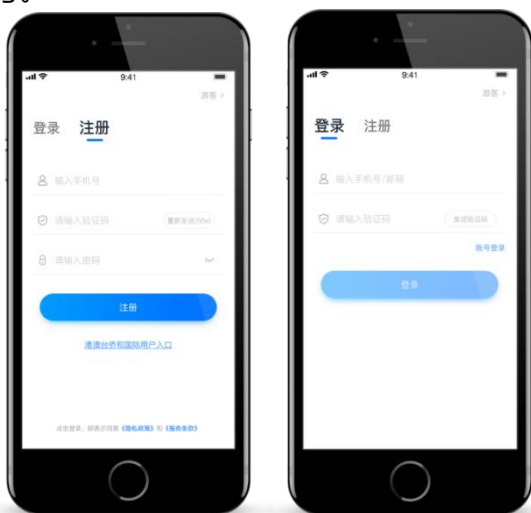 9:41
游客 >
登录 注册
输入手机号
请输入验证码 重新发送(56s)
请输入密码
注册
港澳台侨和国际用户入口
点击登录，即表示同意《隐私政策》和《服务条款》
9:41
游客 >
登录 注册
输入手机号/邮箱
请输入验证码 发送验证码
账号登录
登录